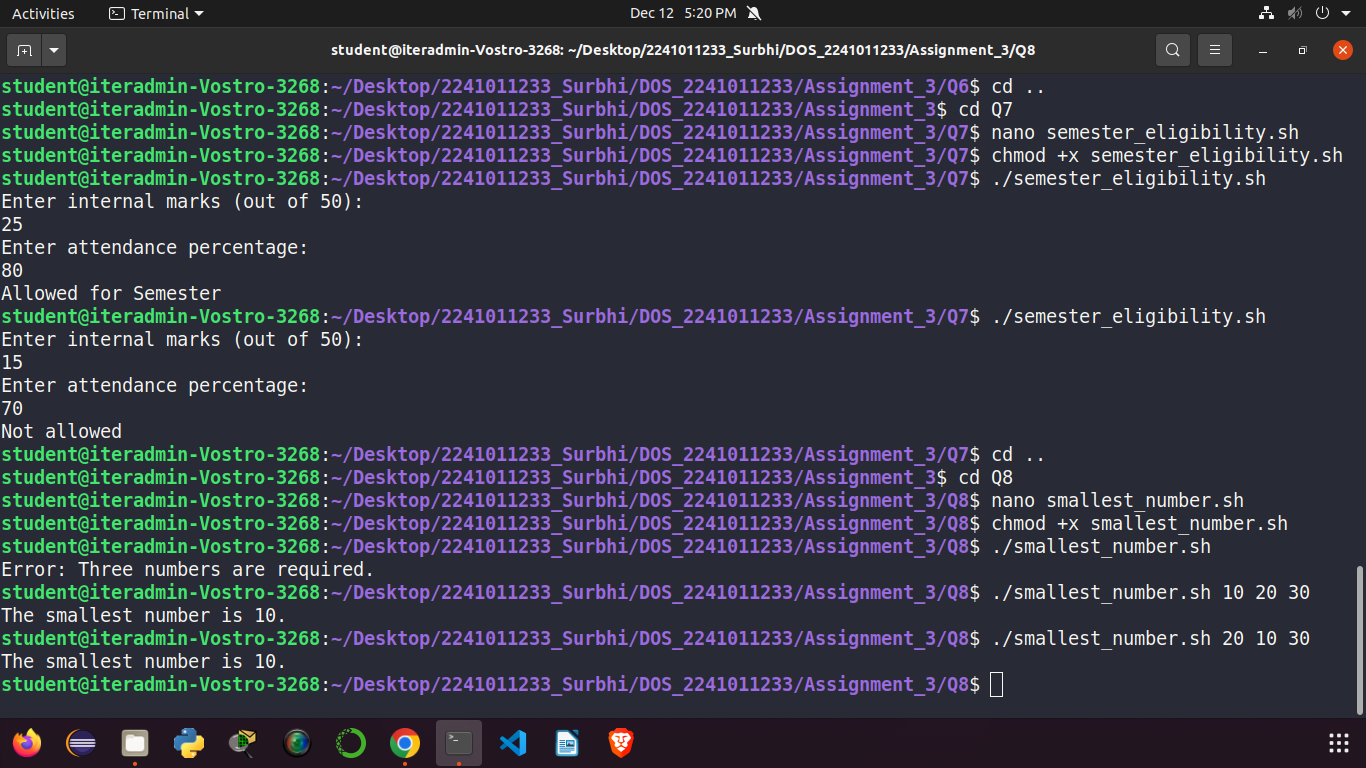 Activities Terminal Dec 12 5:20 PM
student@iteradmin-Vostro-3268: ~/Desktop/2241011233_Surbhi/DOS_2241011233/Assignment_3/Q8
student@iteradmin-Vostro-3268:~/Desktop/2241011233_Surbhi/DOS_2241011233/Assignment_3/Q6$ cd ..
student@iteradmin-Vostro-3268:~/Desktop/2241011233_Surbhi/DOS_2241011233/Assignment_3$ cd Q7
student@iteradmin-Vostro-3268:~/Desktop/2241011233_Surbhi/DOS_2241011233/Assignment_3/Q7$ nano semester_eligibility.sh
student@iteradmin-Vostro-3268:~/Desktop/2241011233_Surbhi/DOS_2241011233/Assignment_3/Q7$ chmod +x semester_eligibility.sh
student@iteradmin-Vostro-3268:~/Desktop/2241011233_Surbhi/DOS_2241011233/Assignment_3/Q7$ ./semester_eligibility.sh
Enter internal marks (out of 50):
25
Enter attendance percentage:
80
Allowed for Semester
student@iteradmin-Vostro-3268:~/Desktop/2241011233_Surbhi/DOS_2241011233/Assignment_3/Q7$ ./semester_eligibility.sh
Enter internal marks (out of 50):
15
Enter attendance percentage:
70
Not allowed
student@iteradmin-Vostro-3268:~/Desktop/2241011233_Surbhi/DOS_2241011233/Assignment_3/Q7$ cd ..
student@iteradmin-Vostro-3268:~/Desktop/2241011233_Surbhi/DOS_2241011233/Assignment_3$ cd Q8
student@iteradmin-Vostro-3268:~/Desktop/2241011233_Surbhi/DOS_2241011233/Assignment_3/Q8$ nano smallest_number.sh
student@iteradmin-Vostro-3268:~/Desktop/2241011233_Surbhi/DOS_2241011233/Assignment_3/Q8$ chmod +x smallest_number.sh
student@iteradmin-Vostro-3268:~/Desktop/2241011233_Surbhi/DOS_2241011233/Assignment_3/Q8$ ./smallest_number.sh
Error: Three numbers are required.
student@iteradmin-Vostro-3268:~/Desktop/2241011233_Surbhi/DOS_2241011233/Assignment_3/Q8$ ./smallest_number.sh 10 20 30
The smallest number is 10.
student@iteradmin-Vostro-3268:~/Desktop/2241011233_Surbhi/DOS_2241011233/Assignment_3/Q8$ ./smallest_number.sh 20 10 30
The smallest number is 10.
student@iteradmin-Vostro-3268:~/Desktop/2241011233_Surbhi/DOS_2241011233/Assignment_3/Q8$